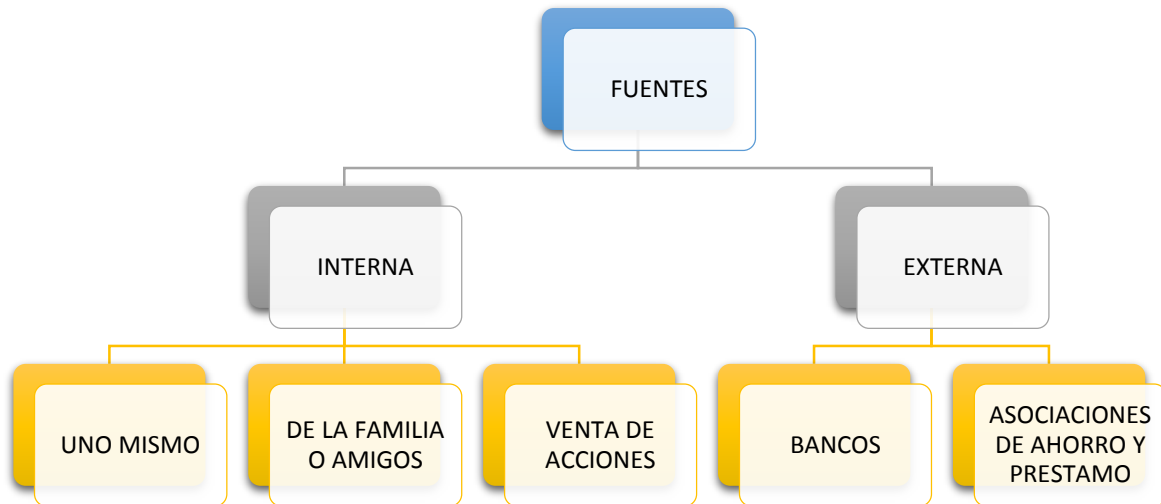 FUENTES
INTERNA
EXTERNA
UNO MISMO
DE LA FAMILIA
O AMIGOS
VENTA DE
ACCIONES
BANCOS
ASOCIACIONES
DE AHORRO Y
PRESTAMO